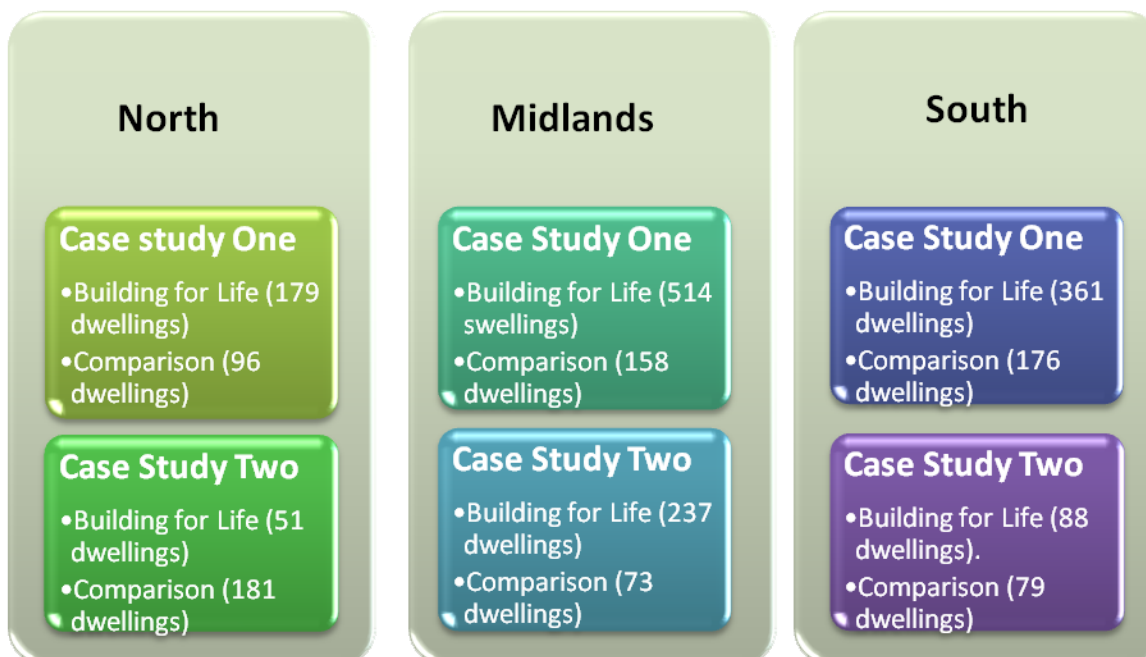 North
Case study One
•Building for Life (179
dwellings)
•Comparison (96
dwellings)
Case Study Two
•Building for Life (51
dwellings)
•Comparison (181
dwellings)
Midlands
Case Study One
•Building for Life (514
swellings)
•Comparison (158
dwellings)
Case Study Two
•Building for Life (237
dwellings)
•Comparison (73
dwellings)
South
Case Study One
•Building for Life (361
dwellings)
•Comparison (176
dwellings)
Case Study Two
•Building for Life (88
dwellings).
•Comparison (79
dwellings)